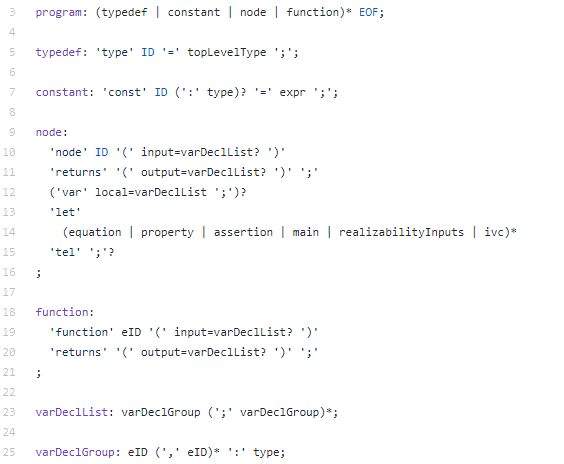 3 program: (typedef | constant | node | function)* EOF;
4
5 typedef: 'type' ID '=' topLevelType ';';
6
7 constant: 'const' ID (':' type)? '=' expr ';';
8
9 node:
10 'node' ID '(' input=varDeclList? ')'
11 'returns' '(' output=varDeclList? ')' ';'
12 ('var' local=varDeclList ';')?
13 'let'
14 (equation | property | assertion | main | realizabilityInputs | ivc)*
15 'tel' ';'?
16 ;
17
18 function:
19 'function' eID '(' input=varDeclList? ')'
20 'returns' '(' output=varDeclList? ')' ';'
21 ;
22
23 varDeclList: varDeclGroup (';' varDeclGroup)*;
24
25 varDeclGroup: eID (',' eID)* ':' type;